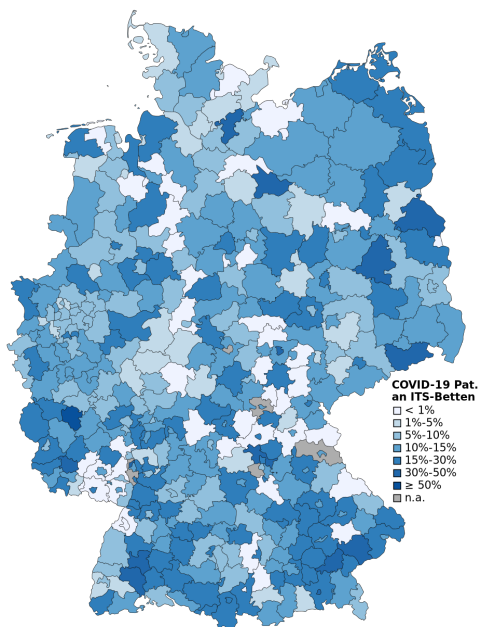 COVID-19 Pat.
an ITS-Betten
< 1%
1%-5%
5%-10%
10%-15%
15%-30%
30%-50%
≥ 50%
n.a.